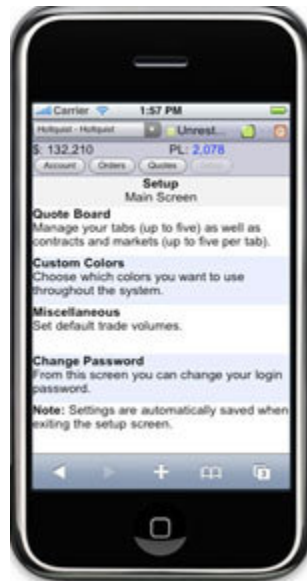 Carrier 1:57 PM
Holtquist - Holtquist Unrest...
$: 132,210 PL: 2,078
Account Orders Quotes
Setup
Main Screen
Quote Board
Manage your tabs (up to five) as well as
contracts and markets (up to five per tab).
Custom Colors
Choose which colors you want to use
throughout the system.
Miscellaneous
Set default trade volumes.
Change Password
From this screen you can change your login
password.
Note: Settings are automatically saved when
exiting the setup screen.